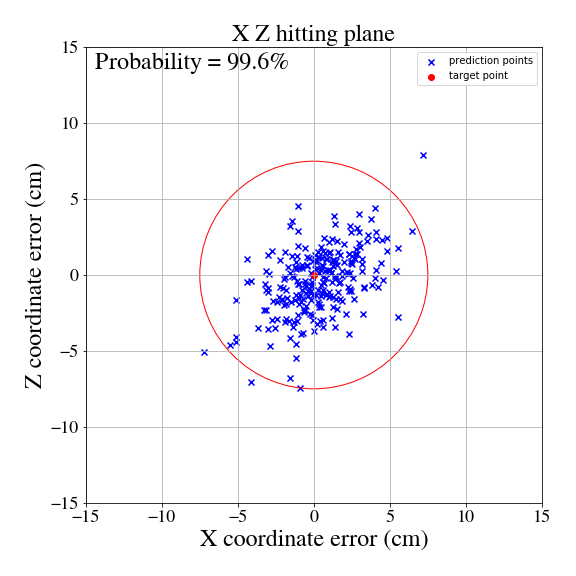 X Z hitting plane
Probability = 99.6%
prediction points
target point
Z coordinate error (cm)
15
10
5
0
−5
−10
−15
−15 −10 −5 0 5 10 15
X coordinate error (cm)